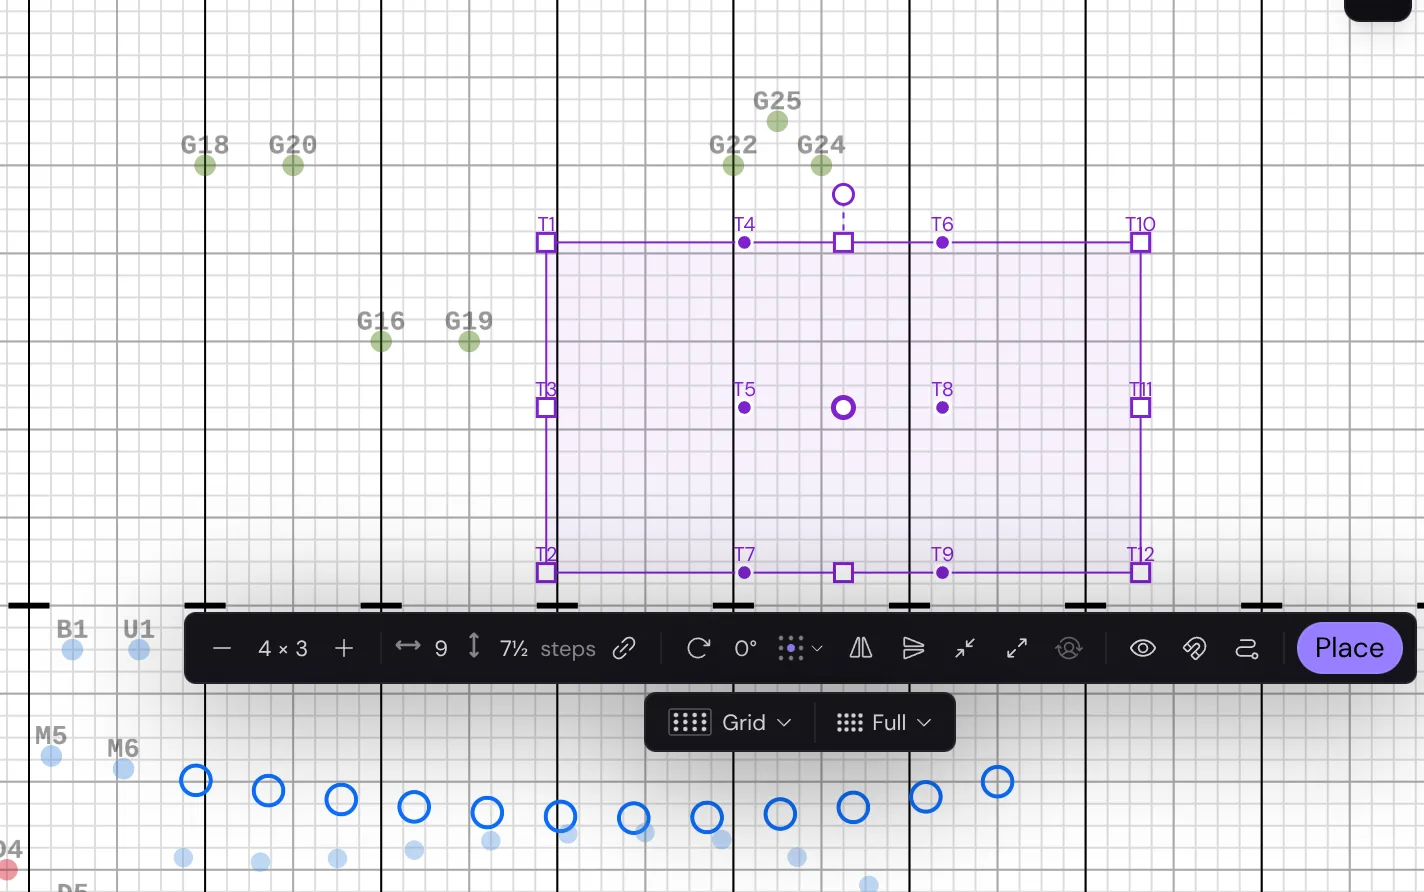 G25
G18 G20 G22 G24
T1 T4 T6 T10
G16 G19
T3 T5 T8 T11
T2 T7 T9 T12
B1 U1
4 × 3 9 7½ steps 0° Place
Grid Full
M5 M6
D5